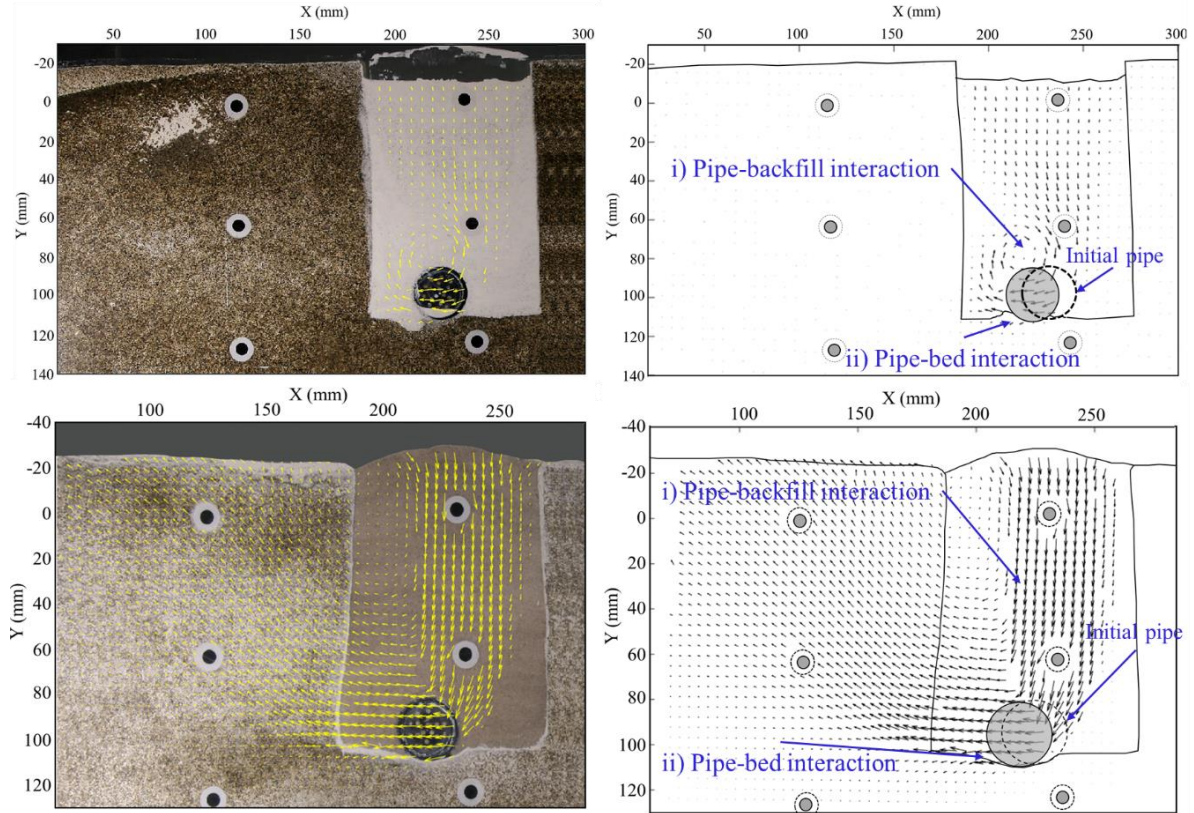 X (mm)
50 100 150 200 250 300
-20
0
20
40
60
80
100
120
140
Y (mm)
X (mm)
50 100 150 200 250 300
-20
0
20
40
60
80
100
120
140
Y (mm)
i) Pipe-backfill interaction
Initial pipe
ii) Pipe-bed interaction
X (mm)
100 150 200 250
-40
-20
0
20
40
60
80
100
120
Y (mm)
X (mm)
100 150 200 250
-40
-20
0
20
40
60
80
100
120
Y (mm)
i) Pipe-backfill interaction
Initial pipe
ii) Pipe-bed interaction